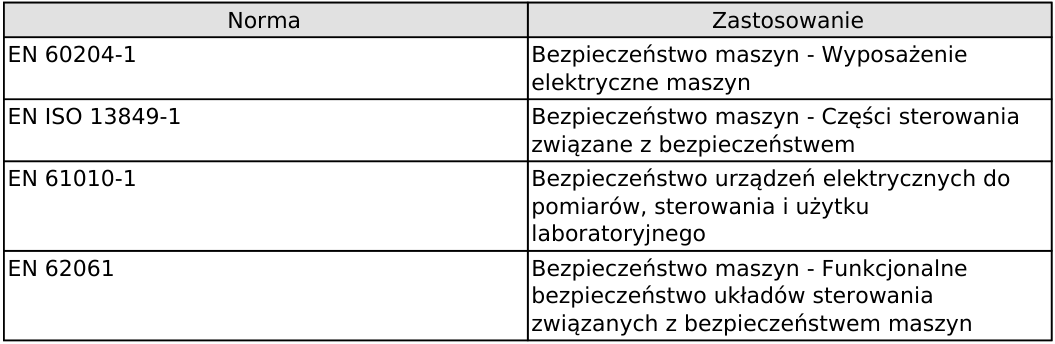 Norma Zastosowanie
EN 60204-1 Bezpieczeństwo maszyn - Wyposażenie
elektryczne maszyn
EN ISO 13849-1 Bezpieczeństwo maszyn - Części sterowania
związane z bezpieczeństwem
EN 61010-1 Bezpieczeństwo urządzeń elektrycznych do
pomiarów, sterowania i użytku
laboratoryjnego
EN 62061 Bezpieczeństwo maszyn - Funkcjonalne
bezpieczeństwo układów sterowania
związanych z bezpieczeństwem maszyn